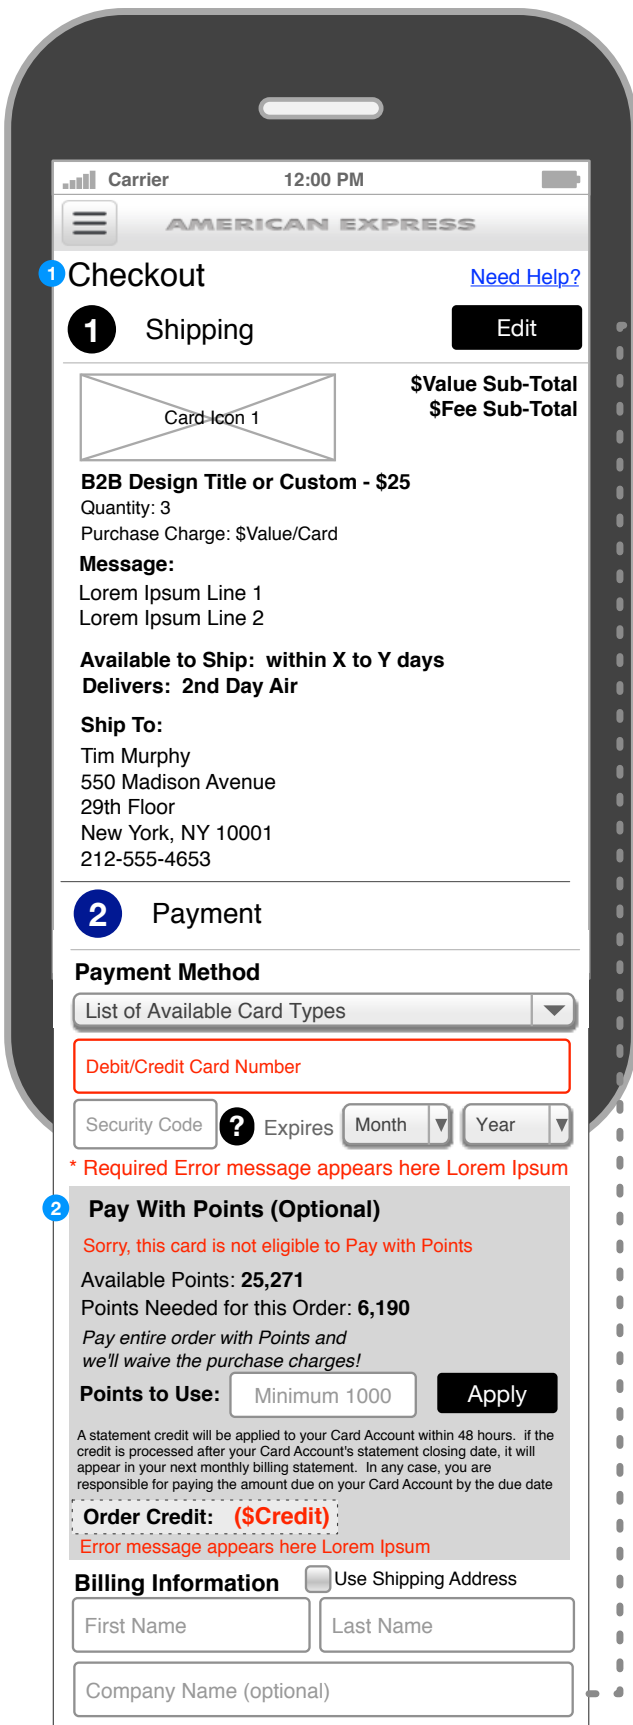 Carrier 12:00 PM
AMERICAN EXPRESS
1 Checkout Need Help?
1 Shipping Edit
Card Icon 1
$Value Sub-Total
$Fee Sub-Total
B2B Design Title or Custom - $25
Quantity: 3
Purchase Charge: $Value/Card
Message:
Lorem Ipsum Line 1
Lorem Ipsum Line 2
Available to Ship: within X to Y days
Delivers: 2nd Day Air
Ship To:
Tim Murphy
550 Madison Avenue
29th Floor
New York, NY 10001
212-555-4653
2 Payment
Payment Method
List of Available Card Types
Debit/Credit Card Number
Security Code ? Expires Month Year
* Required Error message appears here Lorem Ipsum
2 Pay With Points (Optional)
Sorry, this card is not eligible to Pay with Points
Available Points: 25,271
Points Needed for this Order: 6,190
Pay entire order with Points and
we'll waive the purchase charges!
Points to Use: Minimum 1000 Apply
A statement credit will be applied to your Card Account within 48 hours. if the
credit is processed after your Card Account's statement closing date, it will
appear in your next monthly billing statement. In any case, you are
responsible for paying the amount due on your Card Account by the due date
Order Credit: ($Credit)
Error message appears here Lorem Ipsum
Billing Information Use Shipping Address
First Name Last Name
Company Name (optional)